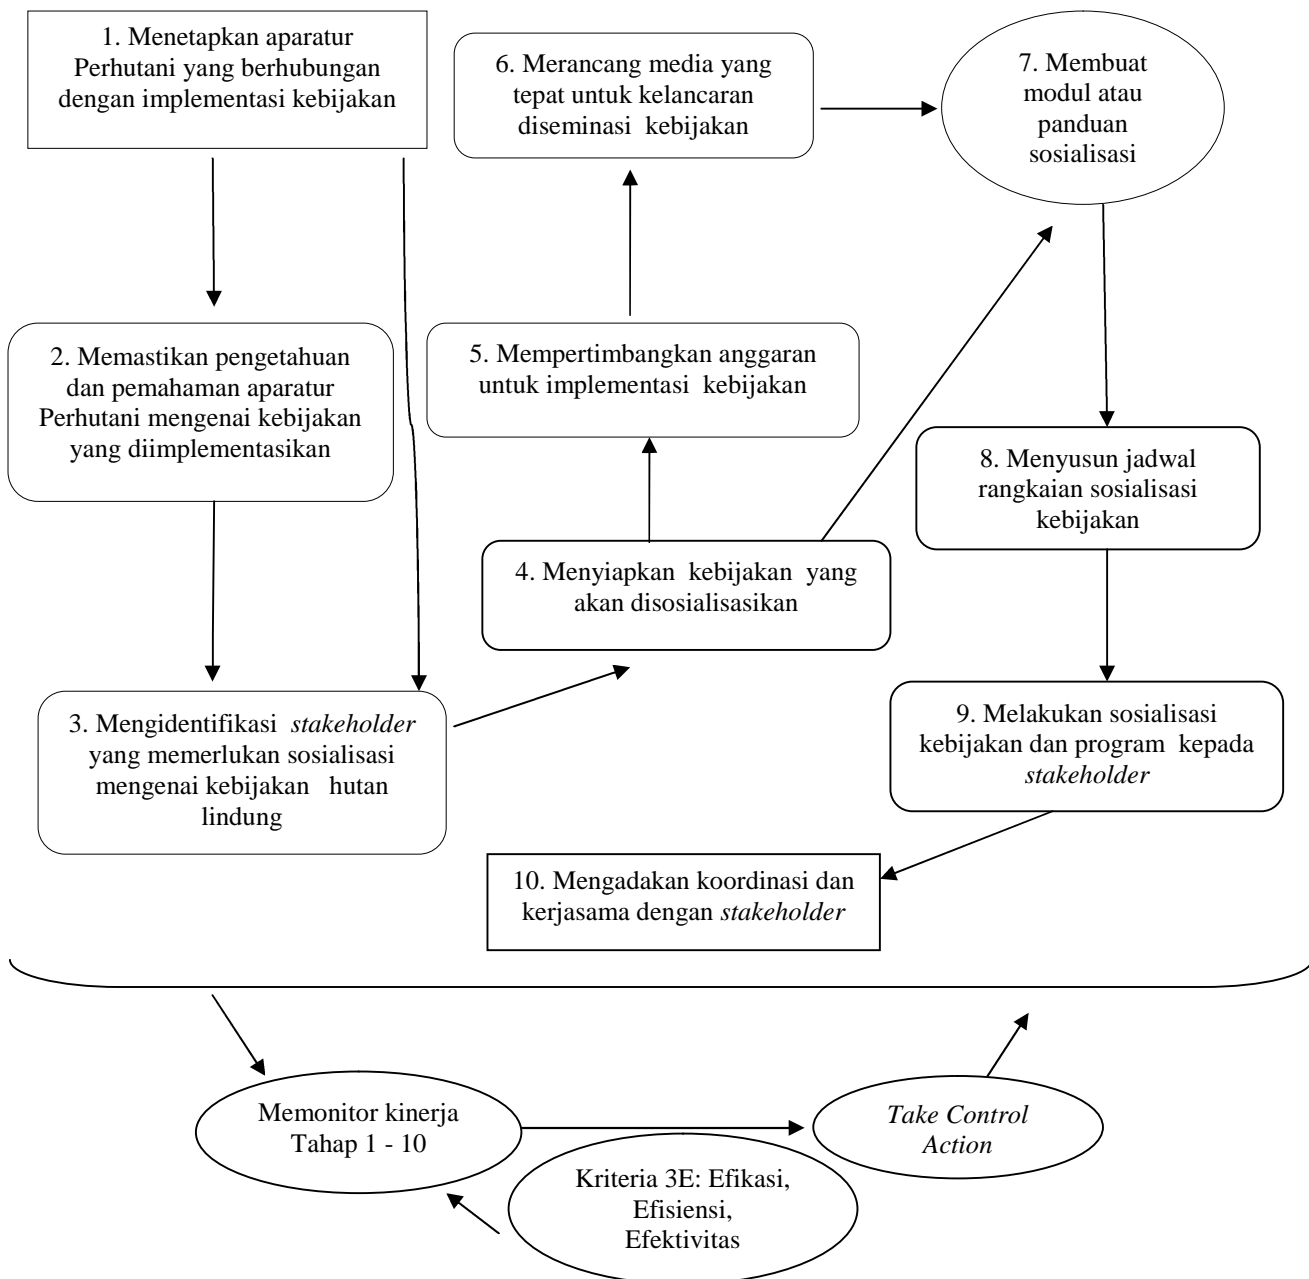 1. Menetapkan aparatur
Perhutani yang berhubungan
dengan implementasi kebijakan
2. Memastikan pengetahuan
dan pemahaman aparatur
Perhutani mengenai kebijakan
yang diimplementasikan
3. Mengidentifikasi stakeholder
yang memerlukan sosialisasi
mengenai kebijakan hutan
lindung
4. Menyiapkan kebijakan yang
akan disosialisasikan
5. Mempertimbangkan anggaran
untuk implementasi kebijakan
6. Merancang media yang
tepat untuk kelancaran
diseminasi kebijakan
7. Membuat
modul atau
panduan
sosialisasi
8. Menyusun jadwal
rangkaian sosialisasi
kebijakan
9. Melakukan sosialisasi
kebijakan dan program kepada
stakeholder
10. Mengadakan koordinasi dan
kerjasama dengan stakeholder
Memonitor kinerja
Tahap 1 - 10
Take Control
Action
Kriteria 3E: Efikasi,
Efisiensi,
Efektivitas